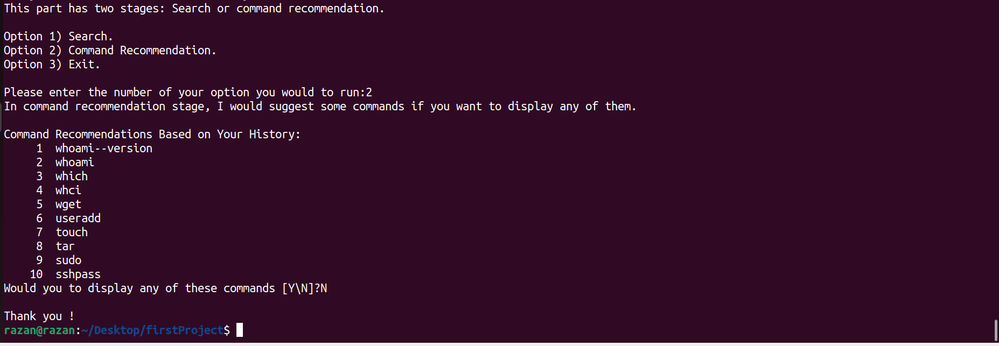 This part has two stages: Search or command recommendation.
Option 1) Search.
Option 2) Command Recommendation.
Option 3) Exit.
Please enter the number of your option you would to run:2
In command recommendation stage, I would suggest some commands if you want to display any of them.
Command Recommendations Based on Your History:
1 whoami--version
2 whoami
3 which
4 whci
5 wget
6 useradd
7 touch
8 tar
9 sudo
10 sshpass
Would you to display any of these commands [Y\N]?N
Thank you !
razan@razan:~/Desktop/firstProject$